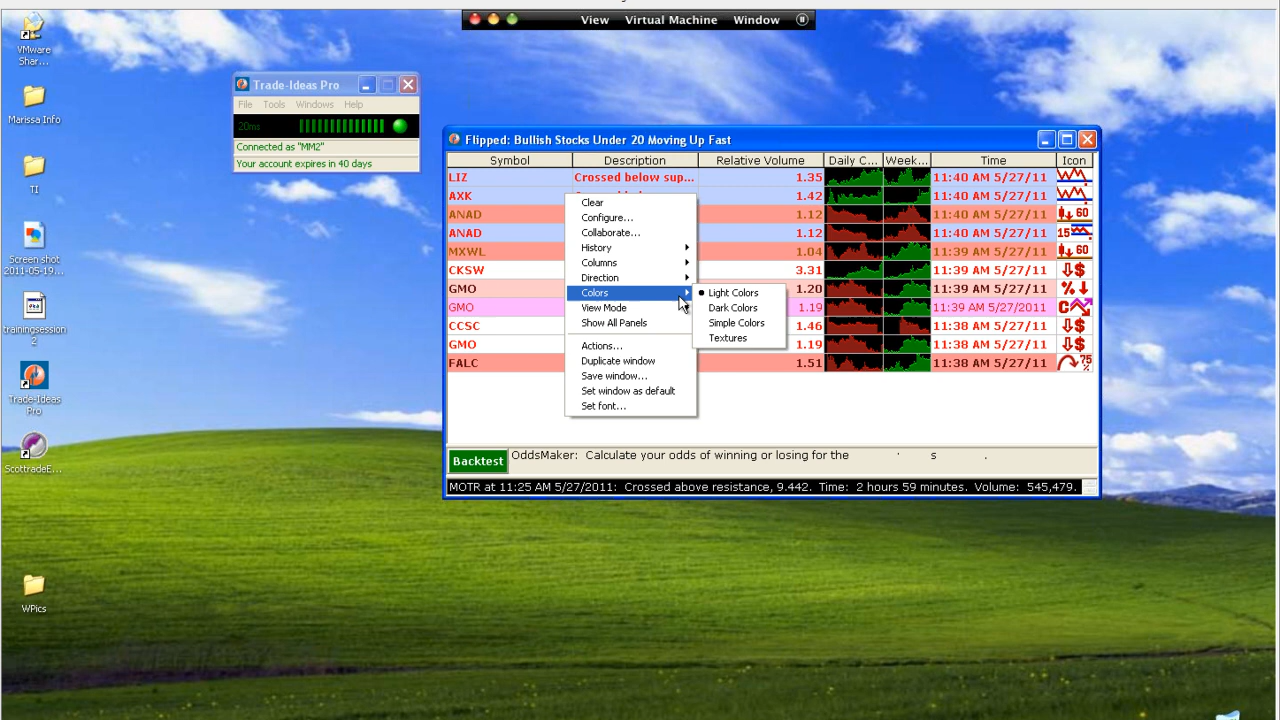 View Virtual Machine Window
VMware
Shar...
Marissa Info
TI
Screen shot
2011-05-19...
trainingsession
2
Trade-Ideas
Pro
ScottradeE...
WPics
Trade-Ideas Pro
File Tools Windows Help
20ms
Connected as "MM2"
Your account expires in 40 days
Flipped: Bullish Stocks Under 20 Moving Up Fast
Symbol Description Relative Volume Daily C... Week... Time Icon
LIZ Crossed below sup... 1.35 11:40 AM 5/27/11
AXK 1.42 11:40 AM 5/27/11
ANAD 1.12 11:40 AM 5/27/11 60
ANAD 1.12 11:40 AM 5/27/11 15
MXWL 1.04 11:39 AM 5/27/11 60
CKSW 3.31 11:39 AM 5/27/11 $
GMO 1.20 11:39 AM 5/27/11 %
GMO 1.19 11:39 AM 5/27/2011 C
CCSC 1.46 11:38 AM 5/27/11 $
GMO 1.19 11:38 AM 5/27/11 $
FALC 1.51 11:38 AM 5/27/11 75
Clear
Configure...
Collaborate...
History
Columns
Direction
Colors
View Mode
Show All Panels
Actions...
Duplicate window
Save window...
Set window as default
Set font...
Light Colors
Dark Colors
Simple Colors
Textures
Backtest OddsMaker: Calculate your odds of winning or losing for the
MOTR at 11:25 AM 5/27/2011: Crossed above resistance, 9.442. Time: 2 hours 59 minutes. Volume: 545,479.